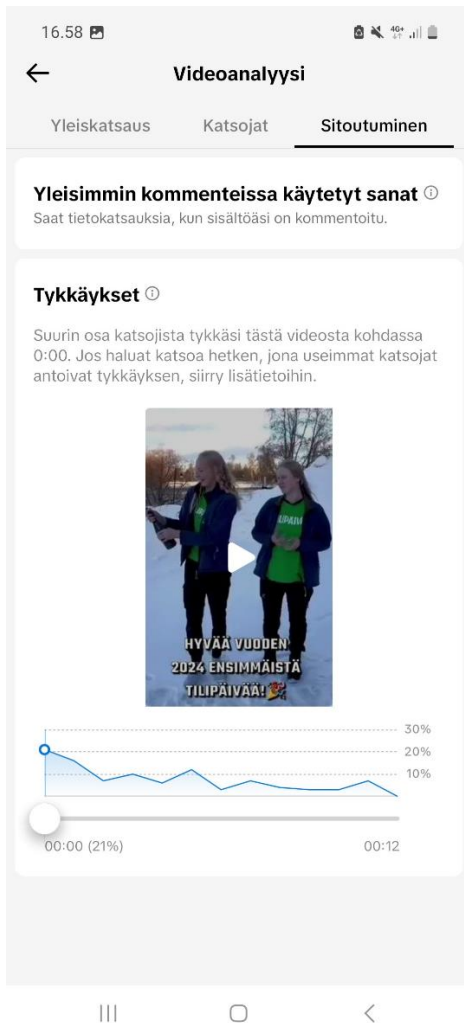 16.58
4G+
Videoanalyysi
Yleiskatsaus Katsojat Sitoutuminen
Yleisimmin kommenteissa käytetyt sanat
Saat tietokatsauksia, kun sisältöäsi on kommentoitu.
Tykkäykset
Suurin osa katsojista tykkäsi tästä videosta kohdassa
0:00. Jos haluat katsoa hetken, jona useimmat katsojat
antoivat tykkäyksen, siirry lisätietoihin.
HYVÄÄ VUODEN
2024 ENSIMMÄISTÄ
TILIPÄIVÄÄ!
30%
20%
10%
00:00 (21%) 00:12